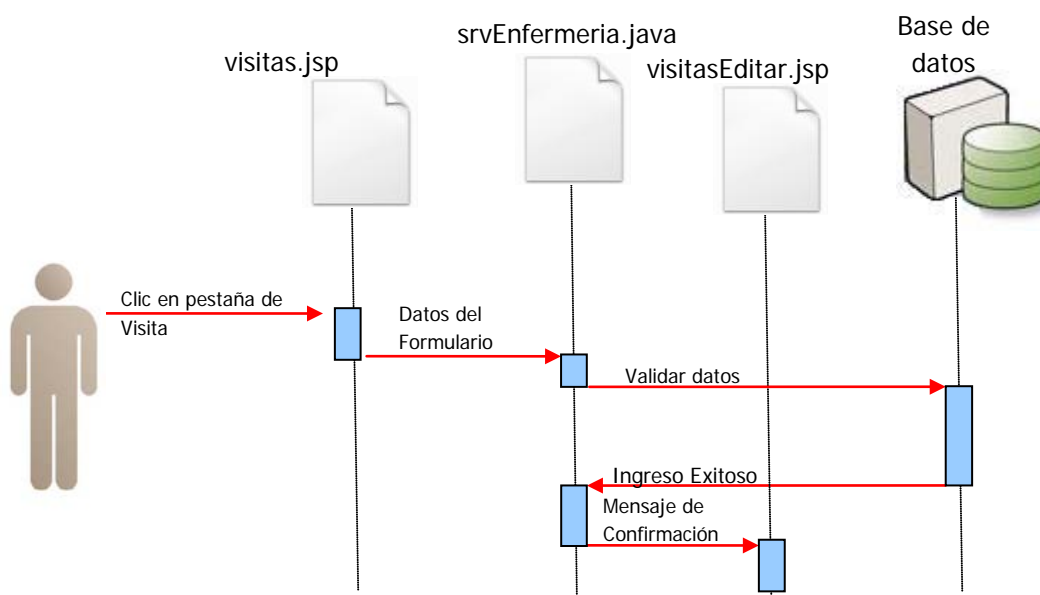 visitas.jsp
srvEnfermeria.java
visitasEditar.jsp
Base de
datos
Clic en pestaña de
Visita
Datos del
Formulario
Validar datos
Ingreso Exitoso
Mensaje de
Confirmación